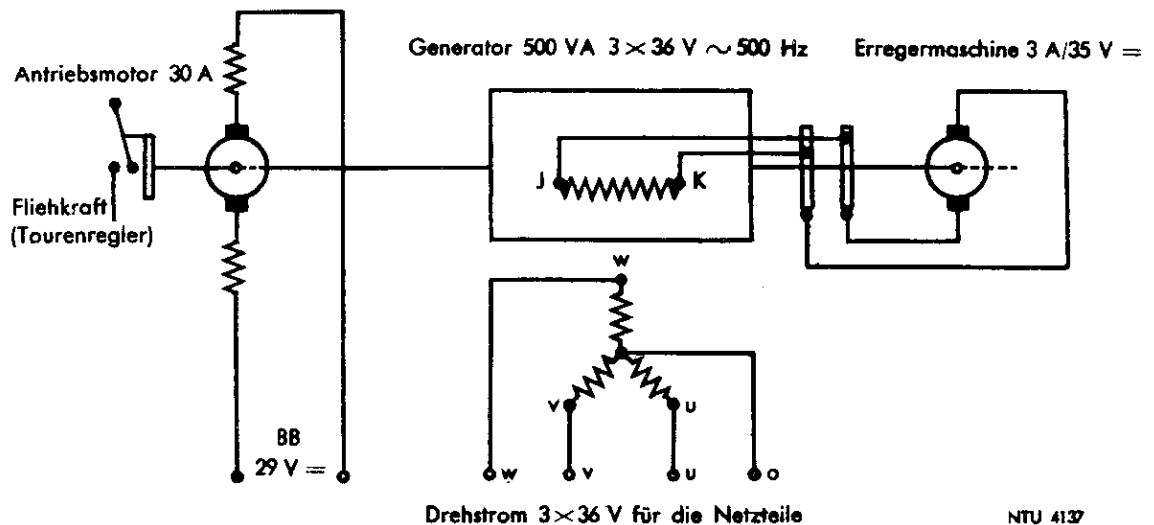 Generator 500 VA 3 × 36 V ∼ 500 Hz
Erregermaschine 3 A/35 V =
Antriebsmotor 30 A
J
K
Fliehkraft
(Tourenregler)
w
v
u
BB
29 V =
w
v
u
o
Drehstrom 3 × 36 V für die Netzteile
NTU 4137